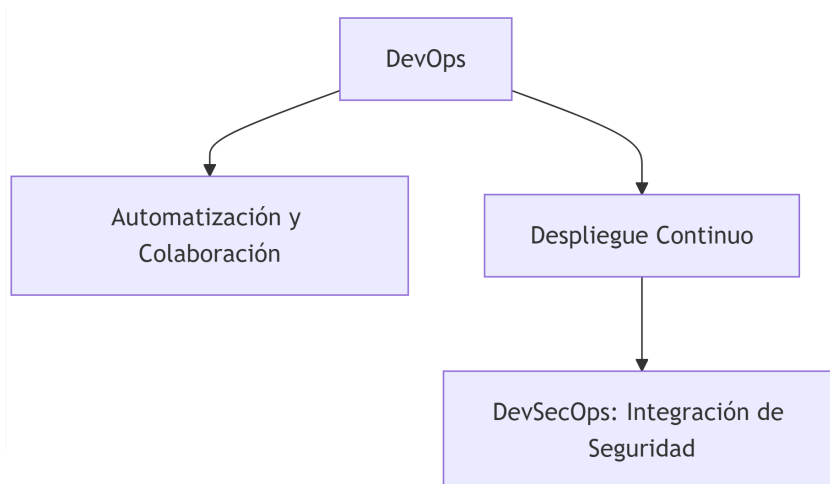 DevOps
Automatización y
Colaboración
Despliegue Continuo
DevSecOps: Integración de
Seguridad